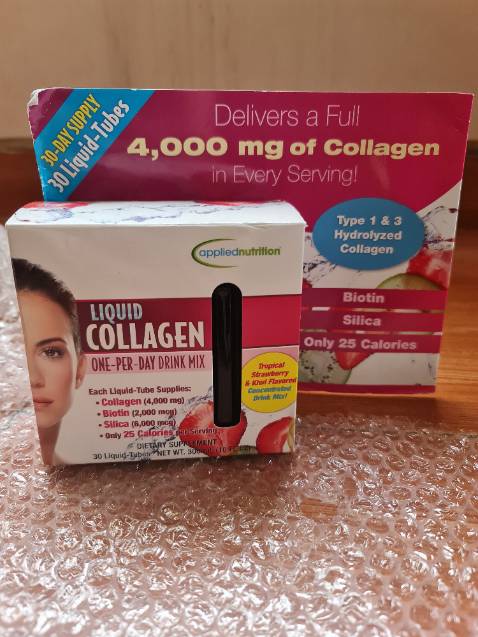 30-DAY SUPPLY
30 Liquid-Tubes
Delivers a Full
4,000 mg of Collagen
in Every Serving!
Type 1 & 3
Hydrolyzed
Collagen
Biotin
Silica
Only 25 Calories
appliednutrition
LIQUID
COLLAGEN
ONE-PER-DAY DRINK MIX
Each Liquid-Tube Supplies:
• Collagen (4,000 mg)
• Biotin (2,000 mcg)
• Silica (6,000 mcg)
• Only 25 Calories per Serving
Tropical
Strawberry
& Kiwi Flavored
Concentrated
Drink Mix!
DIETARY SUPPLEMENT
30 Liquid-Tubes NET WT.